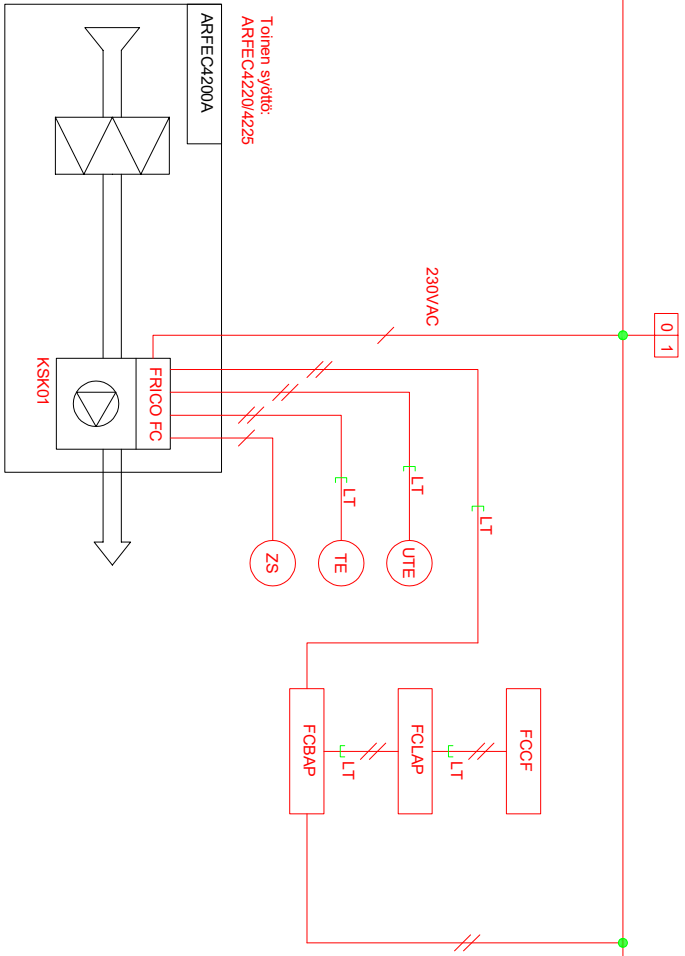 0 1
230VAC
Toinen syöttö:
ARFEC4220/4225
ARFEC4200A
FRICO FC
KSK01
LT
LT
LT
UTE
TE
ZS
FCCF
FCLAP
FCBAP
LT
LT